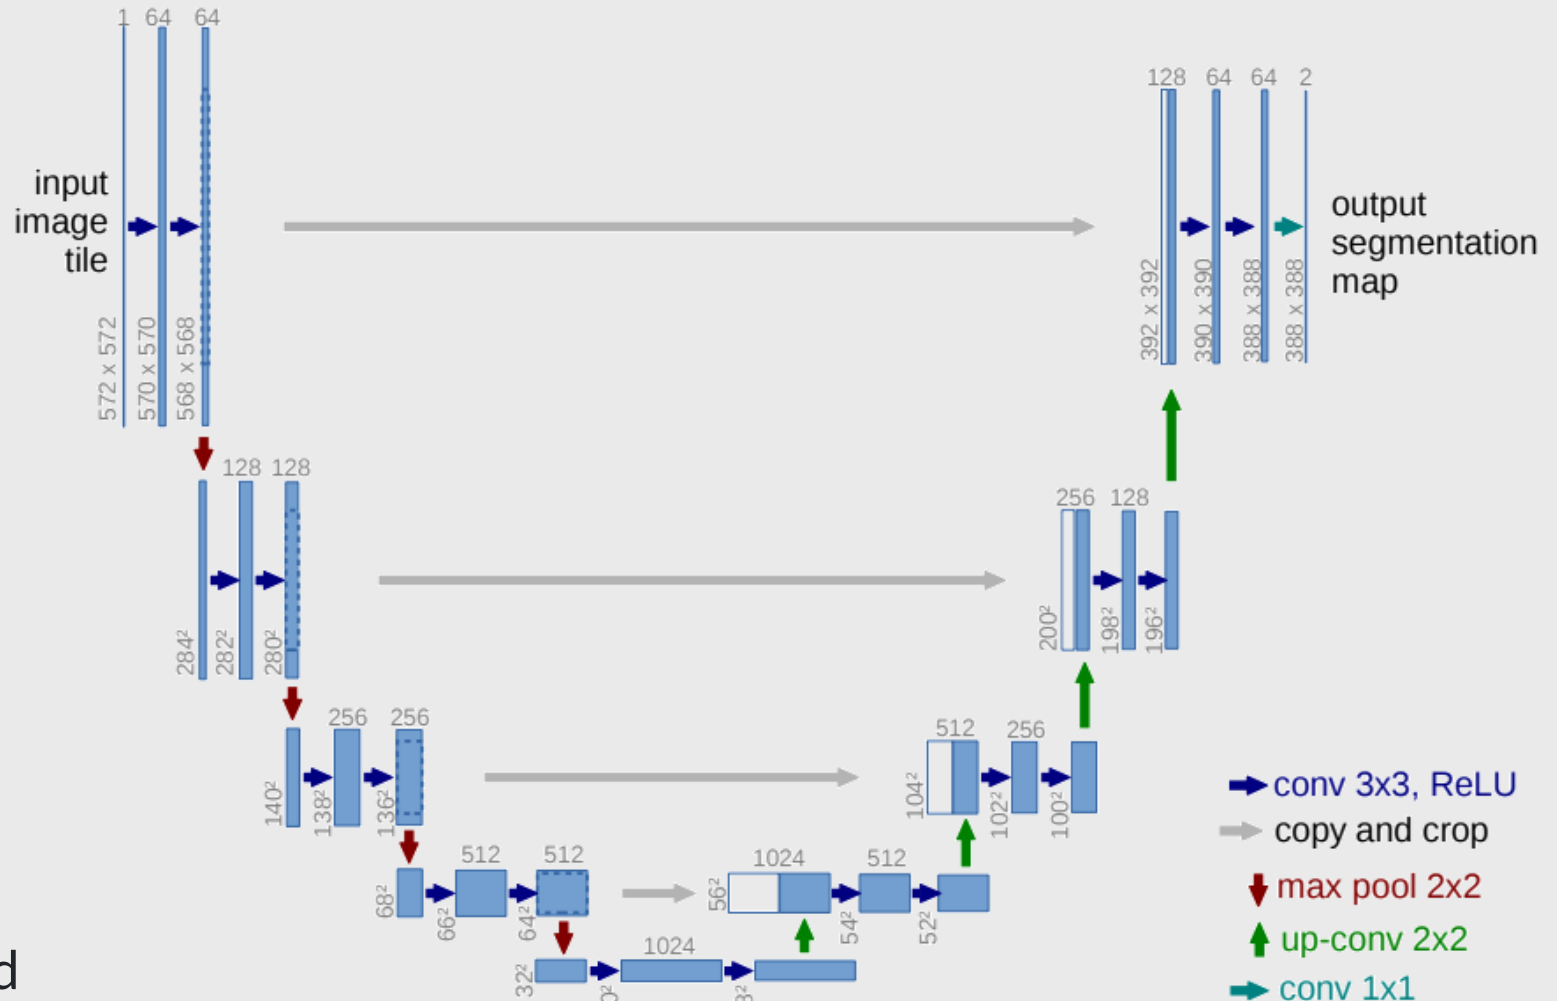 1 64 64
128 64 64 2
input
image
tile
output
segmentation
map
572 x 572
570 x 570
568 x 568
392 x 392
390 x 390
388 x 388
388 x 388
128 128
256 128
284²
282²
280²
200²
198²
196²
256 256
512 256
140²
138²
136²
104²
102²
100²
conv 3x3, ReLU
copy and crop
max pool 2x2
up-conv 2x2
conv 1x1
512 512
1024 512
68²
66²
64²
56²
54²
52²
1024
32²
d